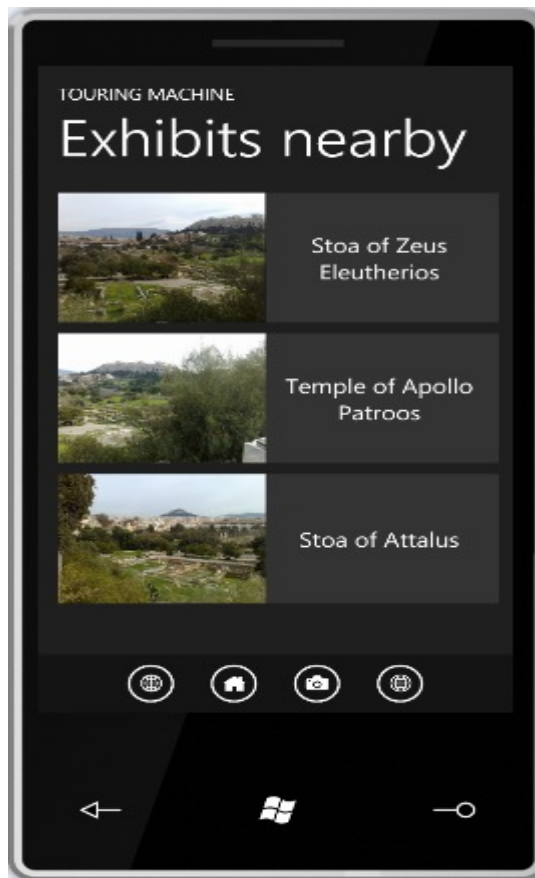 TOURING MACHINE
Exhibits nearby
Stoa of Zeus
Eleutherios
Temple of Apollo
Patroos
Stoa of Attalus